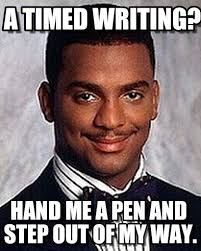 A TIMED WRITING?
HAND ME A PEN AND
STEP OUT OF MY WAY.